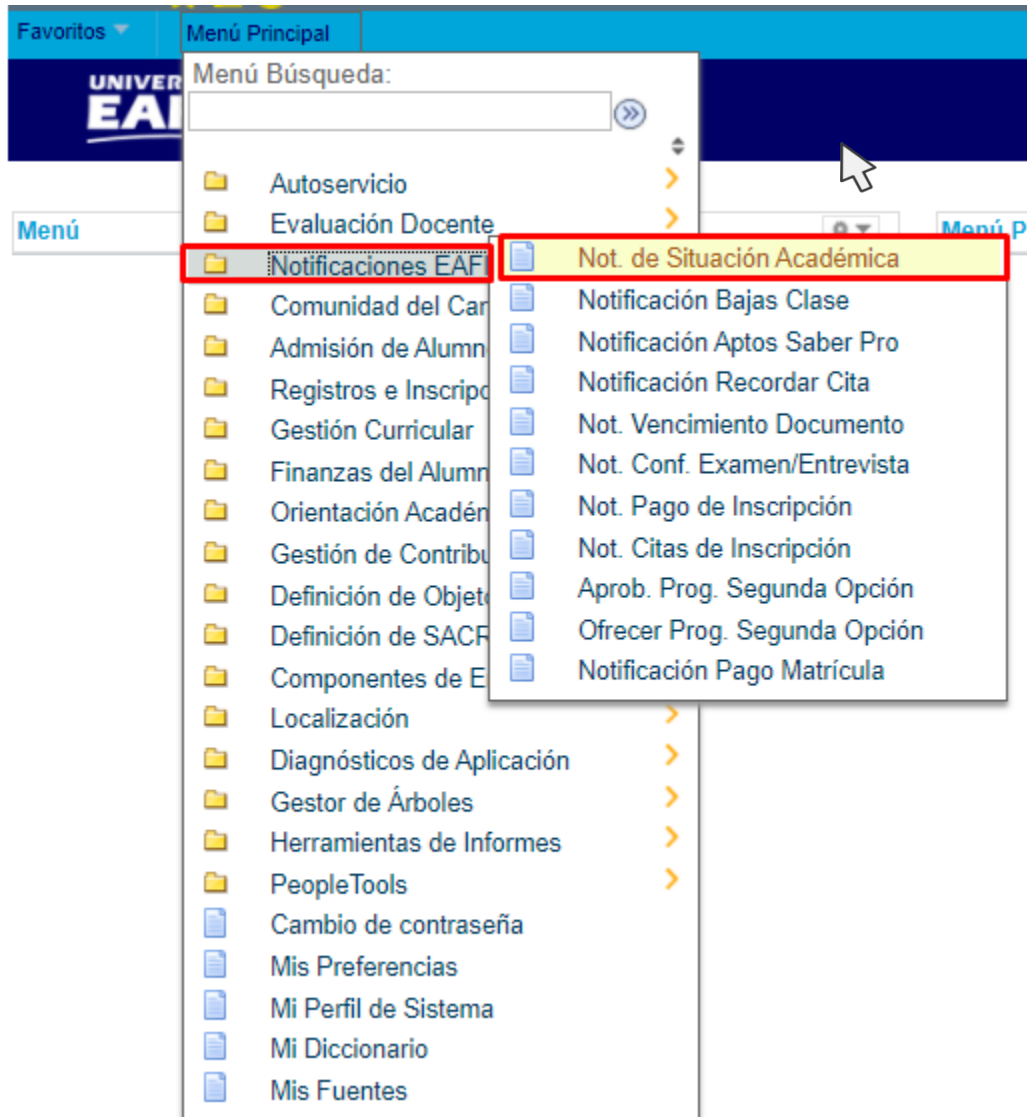 Favoritos
Menú Principal
UNIVER
EA
Menú Búsqueda:
Autoservicio
Evaluación Docente
Menú
Menú P
Notificaciones EAFI
Not. de Situación Académica
Comunidad del Car
Notificación Bajas Clase
Admisión de Alumn
Notificación Aptos Saber Pro
Registros e Inscripc
Notificación Recordar Cita
Gestión Curricular
Not. Vencimiento Documento
Finanzas del Alumn
Not. Conf. Examen/Entrevista
Orientación Acadén
Not. Pago de Inscripción
Gestión de Contribu
Not. Citas de Inscripción
Definición de Objeto
Aprob. Prog. Segunda Opción
Definición de SACR
Ofrecer Prog. Segunda Opción
Componentes de E
Notificación Pago Matrícula
Localización
Diagnósticos de Aplicación
Gestor de Árboles
Herramientas de Informes
PeopleTools
Cambio de contraseña
Mis Preferencias
Mi Perfil de Sistema
Mi Diccionario
Mis Fuentes